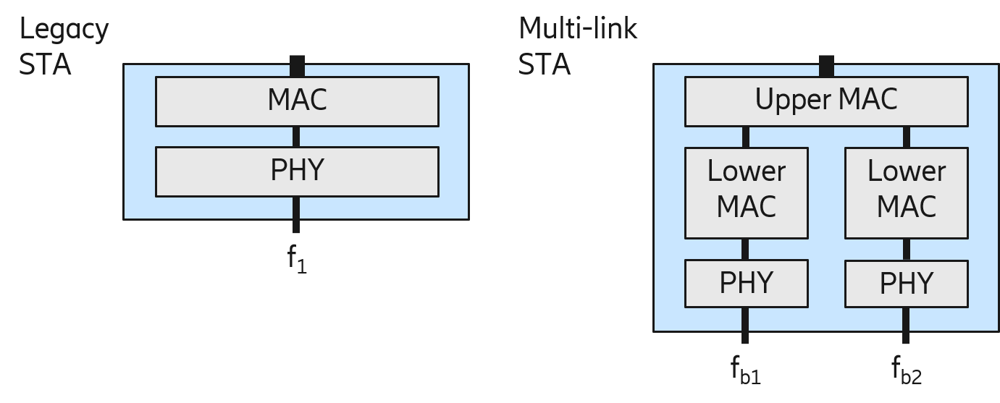 Legacy
STA
MAC
PHY
f1
Multi-link
STA
Upper MAC
Lower
MAC
Lower
MAC
PHY
PHY
fb1
fb2